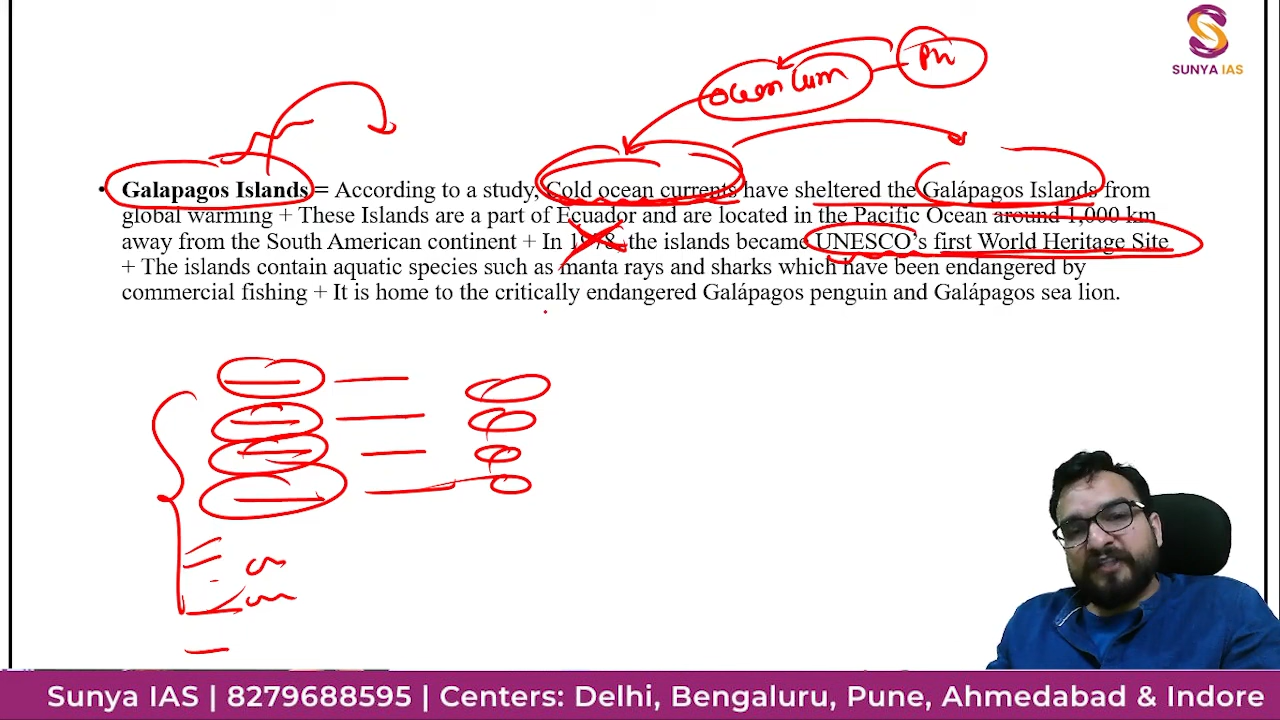 SUNYA IAS
Ph
Ocean Curr
• Galapagos Islands = According to a study, Cold ocean currents have sheltered the Galápagos Islands from
global warming + These Islands are a part of Ecuador and are located in the Pacific Ocean around 1,000 km
away from the South American continent + In 1978, the islands became UNESCO's first World Heritage Site
+ The islands contain aquatic species such as manta rays and sharks which have been endangered by
commercial fishing + It is home to the critically endangered Galápagos penguin and Galápagos sea lion.
Sunya IAS | 8279688595 | Centers: Delhi, Bengaluru, Pune, Ahmedabad & Indore